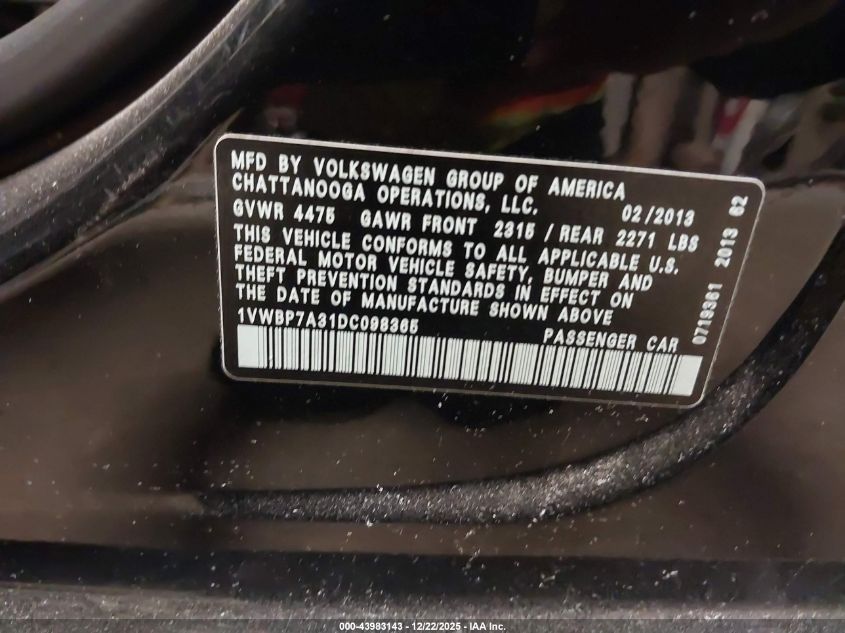 MFD BY VOLKSWAGEN GROUP OF AMERICA
CHATTANOOGA OPERATIONS, LLC. 02/2013
GVWR 4475 GAWR FRONT 2315 / REAR 2271 LBS
THIS VEHICLE CONFORMS TO ALL APPLICABLE U.S.
FEDERAL MOTOR VEHICLE SAFETY, BUMPER AND
THEFT PREVENTION STANDARDS IN EFFECT ON
THE DATE OF MANUFACTURE SHOWN ABOVE
1VWBP7A31DC098365 PASSENGER CAR
0719361 2013 62
000-43983143 - 12/22/2025 - IAA Inc.